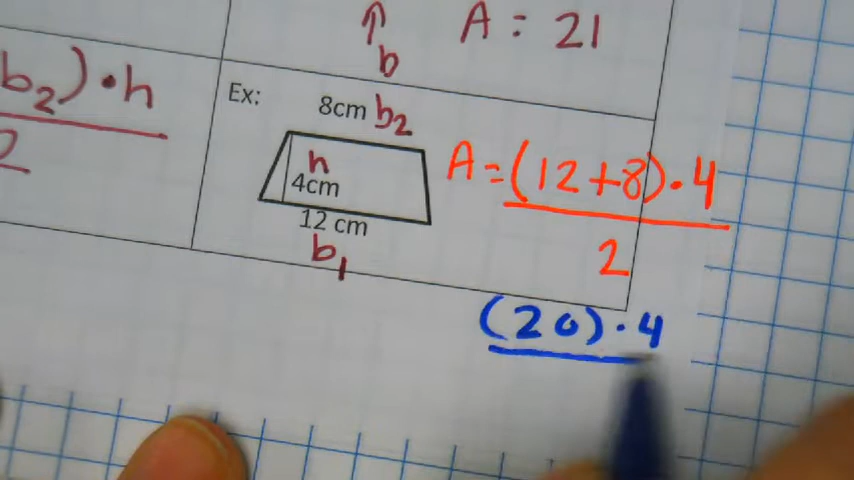 A: 21
b
b₂) • h
2
Ex:
8cm b₂
h
4cm
12 cm
b₁
A = (12+8) • 4
2
(20) • 4